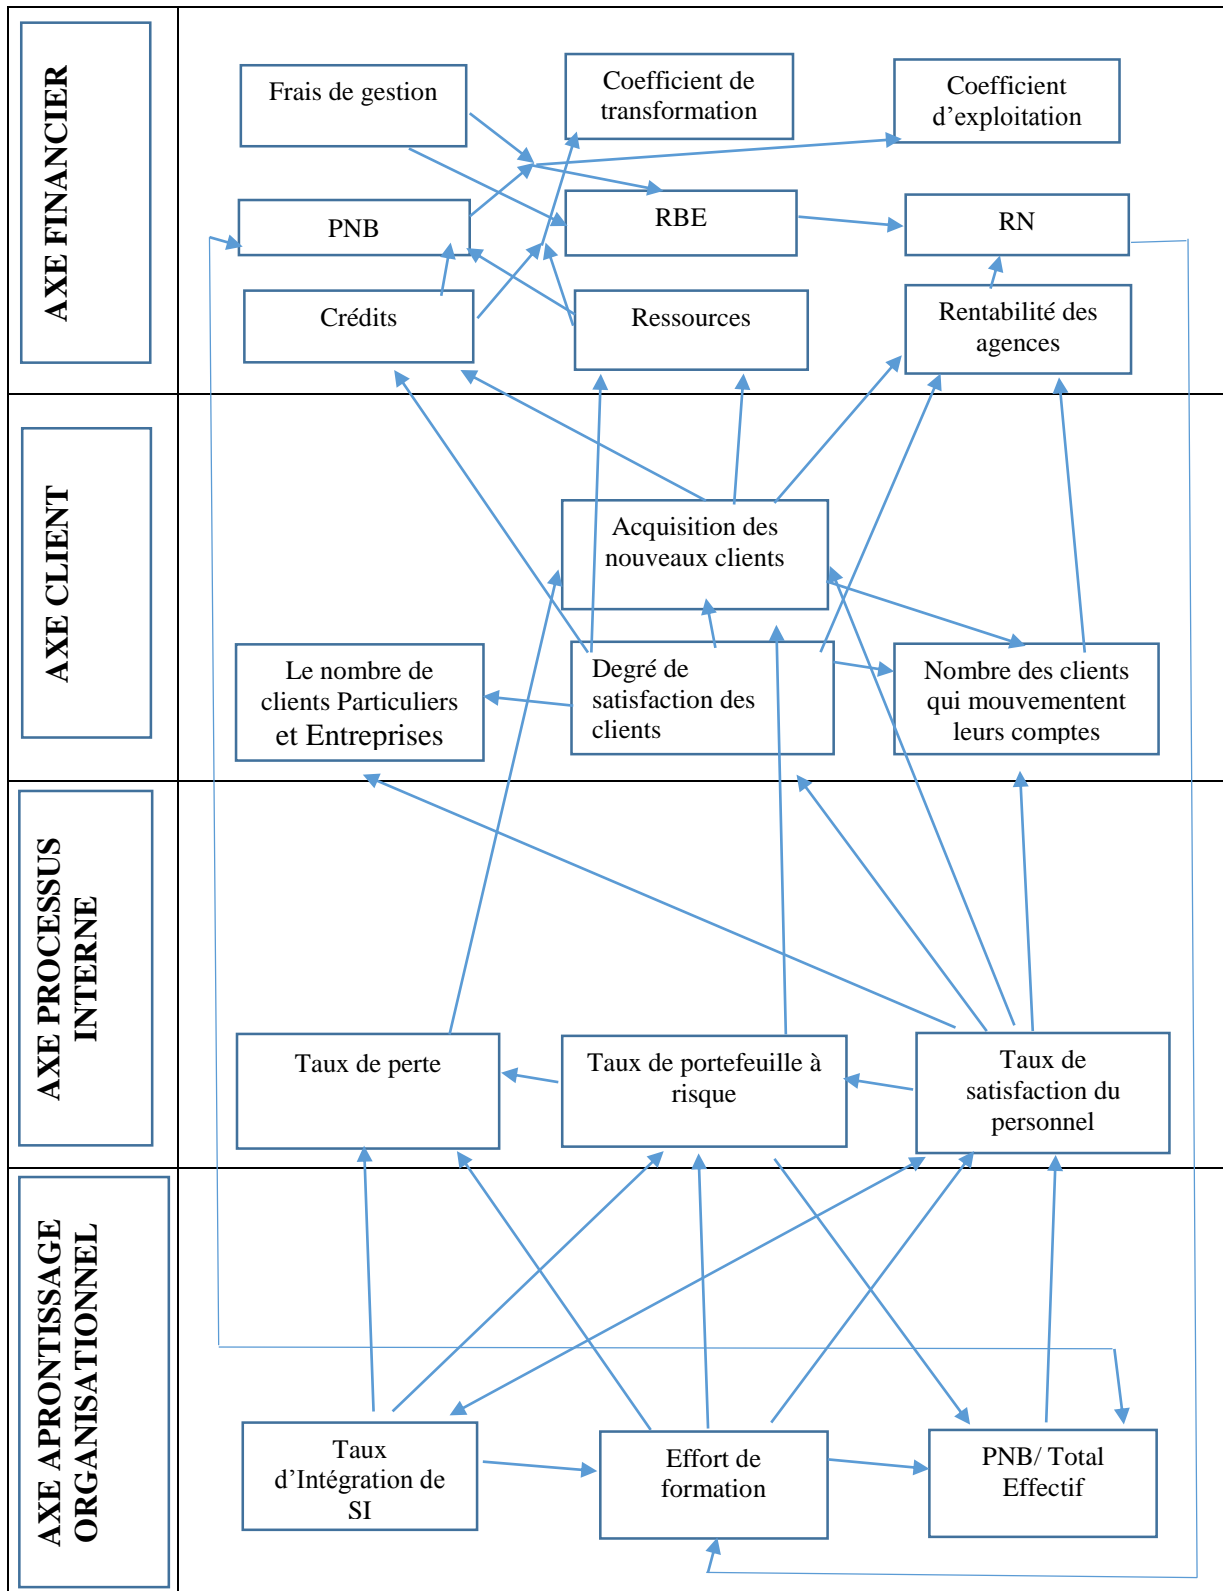 AXE FINANCIER
Frais de gestion
Coefficient de
transformation
Coefficient
d'exploitation
PNB
RBE
RN
Crédits
Ressources
Rentabilité des
agences
AXE CLIENT
Acquisition des
nouveaux clients
Le nombre de
clients Particuliers
et Entreprises
Degré de
satisfaction des
clients
Nombre des clients
qui mouvementent
leurs comptes
AXE PROCESSUS
INTERNE
Taux de perte
Taux de portefeuille à
risque
Taux de
satisfaction du
personnel
AXE APRONTISSAGE
ORGANISATIONNEL
Taux
d'Intégration de
SI
Effort de
formation
PNB/ Total
Effectif